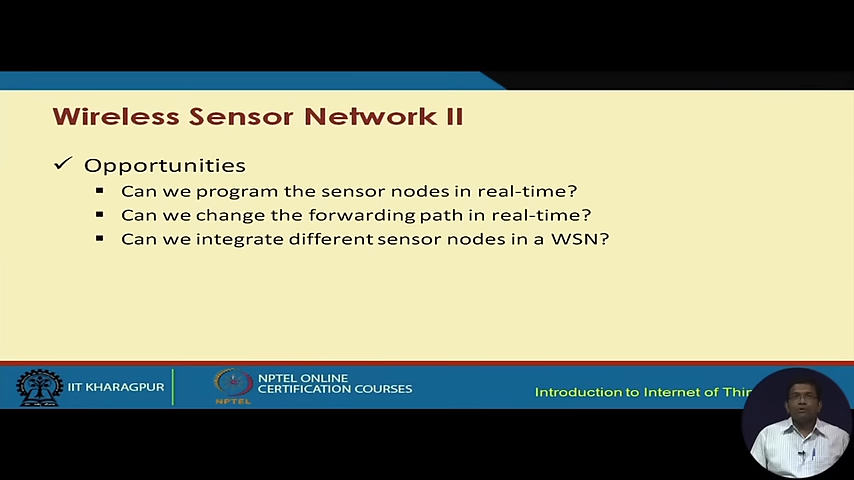 Wireless Sensor Network II
✓ Opportunities
▪ Can we program the sensor nodes in real-time?
▪ Can we change the forwarding path in real-time?
▪ Can we integrate different sensor nodes in a WSN?
IIT KHARAGPUR
NPTEL
NPTEL ONLINE
CERTIFICATION COURSES
Introduction to Internet of